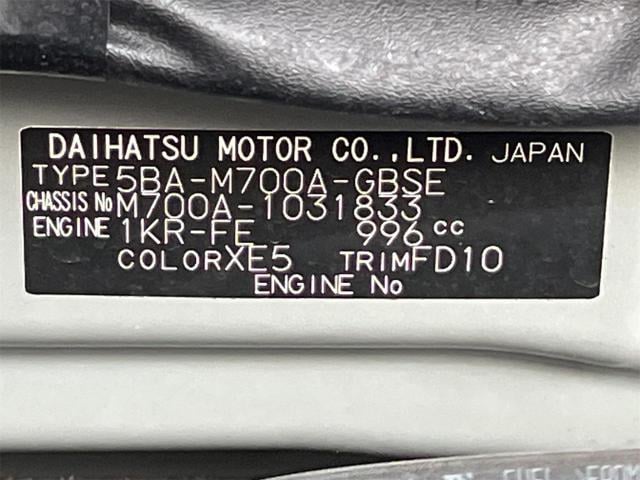 DAIHATSU MOTOR CO.,LTD. JAPAN
TYPE 5BA-M700A-GBSE
CHASSIS No M700A-1031833
ENGINE 1KR-FE 996 cc
COLOR XE5 TRIM FD10
ENGINE No
FUEL